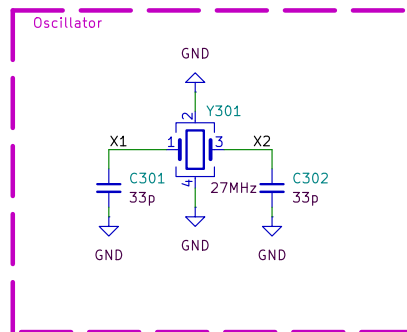 Oscillator
GND
2
Y301
X1
1
3
X2
C301
33p
4
27MHz
C302
33p
GND
GND
GND